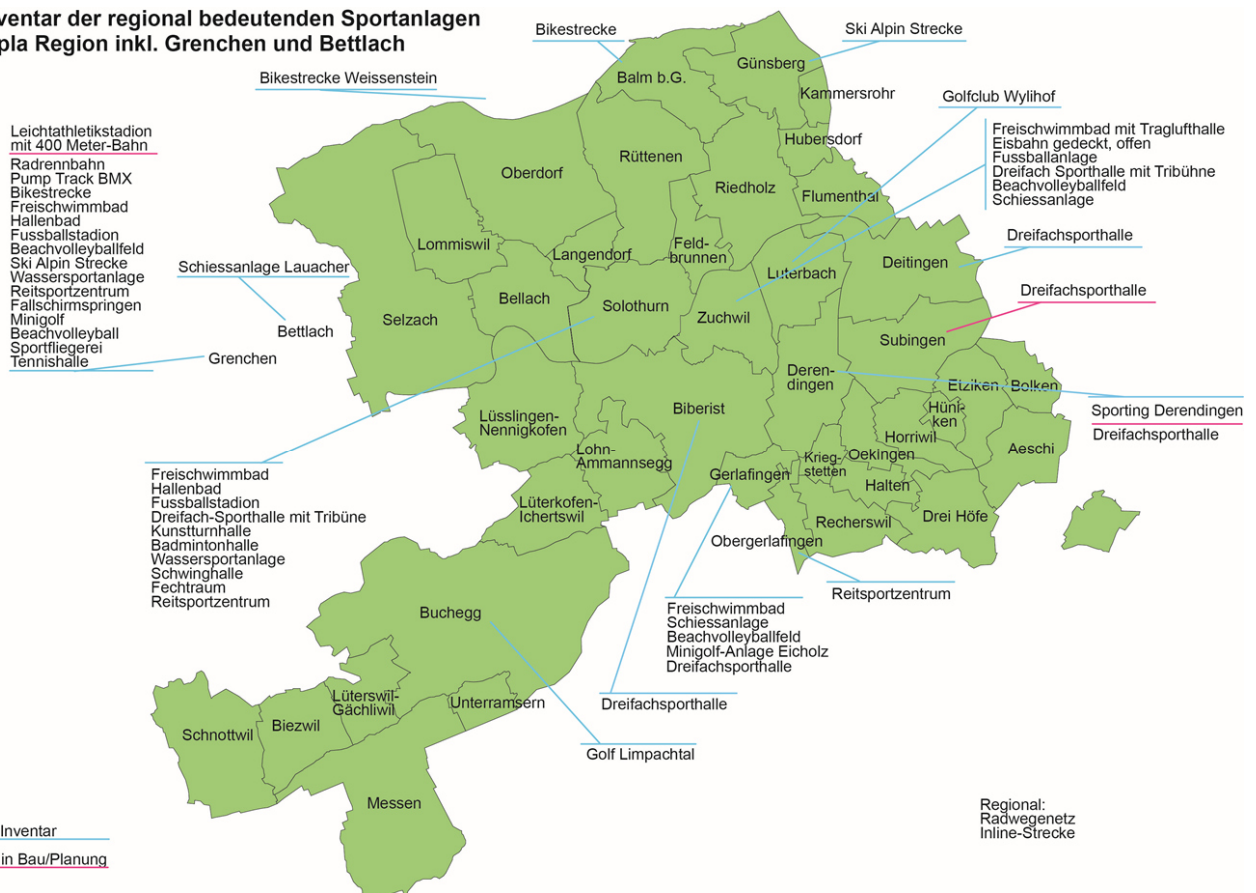 ventar der regional bedeutenden Sportanlagen
pla Region inkl. Grenchen und Bettlach
Bikestrecke
Ski Alpin Strecke
Bikestrecke Weissenstein
Golfclub Wylihof
Leichtathletikstadion
mit 400 Meter-Bahn
Radrennbahn
Pump Track BMX
Bikestrecke
Freischwimmbad
Hallenbad
Fussballstadion
Beachvolleyballfeld
Ski Alpin Strecke
Wassersportanlage
Reitsportzentrum
Fallschirmspringen
Minigolf
Beachvolleyball
Sportfliegerei
Tennishalle
Freischwimmbad mit Traglufthalle
Eisbahn gedeckt, offen
Fussballanlage
Dreifach Sporthalle mit Tribühne
Beachvolleyballfeld
Schiessanlage
Schiessanlage Lauacher
Bettlach
Grenchen
Dreifachsporthalle
Dreifachsporthalle
Balm b.G.
Günsberg
Kammersrohr
Hubersdorf
Oberdorf
Rüttenen
Riedholz
Flumenthal
Lommiswil
Langendorf
Feld-
brunnen
Luterbach
Deitingen
Selzach
Bellach
Solothurn
Zuchwil
Subingen
Deren-
dingen
Etziken
Bolken
Lüsslingen-
Nennigkofen
Biberist
Hüni-
ken
Horriwil
Aeschi
Lohn-
Ammannsegg
Gerlafingen
Krieg-
stetten
Oekingen
Halten
Lüterkofen-
Ichertswil
Obergerlafingen
Recherswil
Drei Höfe
Sporting Derendingen
Dreifachsporthalle
Freischwimmbad
Hallenbad
Fussballstadion
Dreifach-Sporthalle mit Tribüne
Kunstturnhalle
Badmintonhalle
Wassersportanlage
Schwinghalle
Fechtraum
Reitsportzentrum
Reitsportzentrum
Freischwimmbad
Schiessanlage
Beachvolleyballfeld
Minigolf-Anlage Eicholz
Dreifachsporthalle
Buchegg
Dreifachsporthalle
Lüterswil-
Gächliwil
Unterramsern
Schnottwil
Biezwil
Golf Limpachtal
Messen
Regional:
Radwegenetz
Inline-Strecke
Inventar
in Bau/Planung